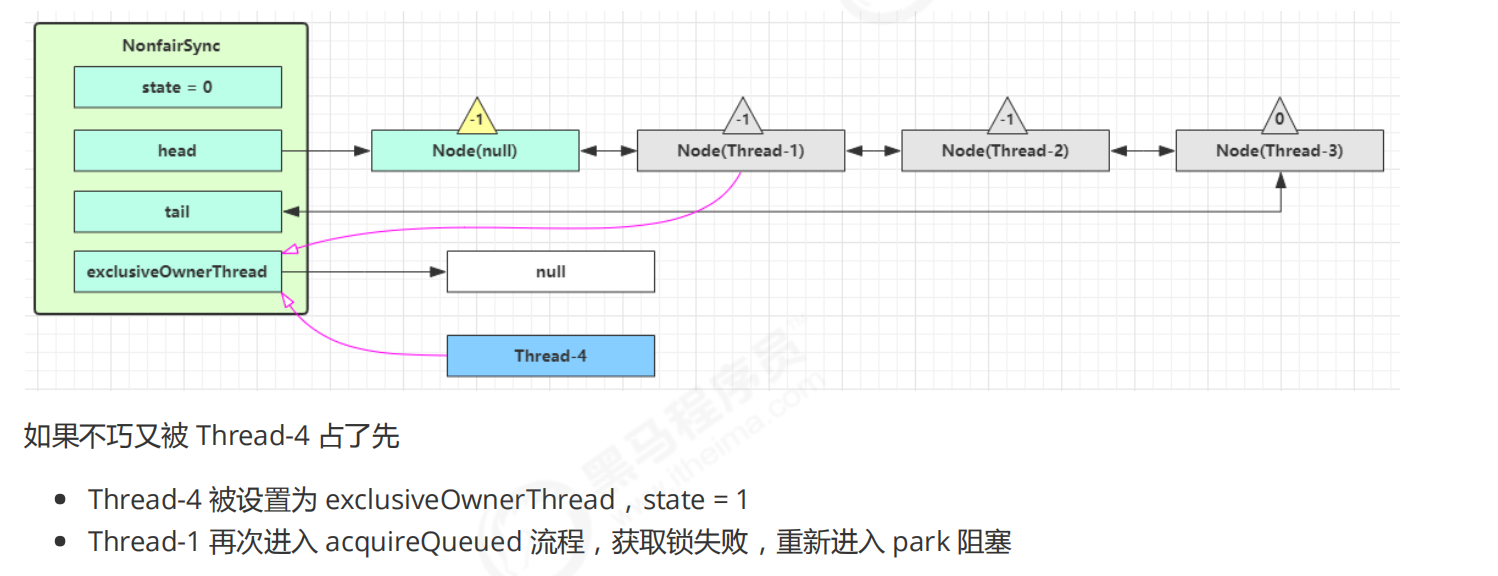 NonfairSync
state = 0
head
tail
exclusiveOwnerThread
-1
Node(null)
-1
Node(Thread-1)
-1
Node(Thread-2)
0
Node(Thread-3)
null
Thread-4
如果不巧又被 Thread-4 占了先
Thread-4 被设置为 exclusiveOwnerThread，state = 1
Thread-1 再次进入 acquireQueued 流程，获取锁失败，重新进入 park 阻塞
黑马程序员
www.itheima.com